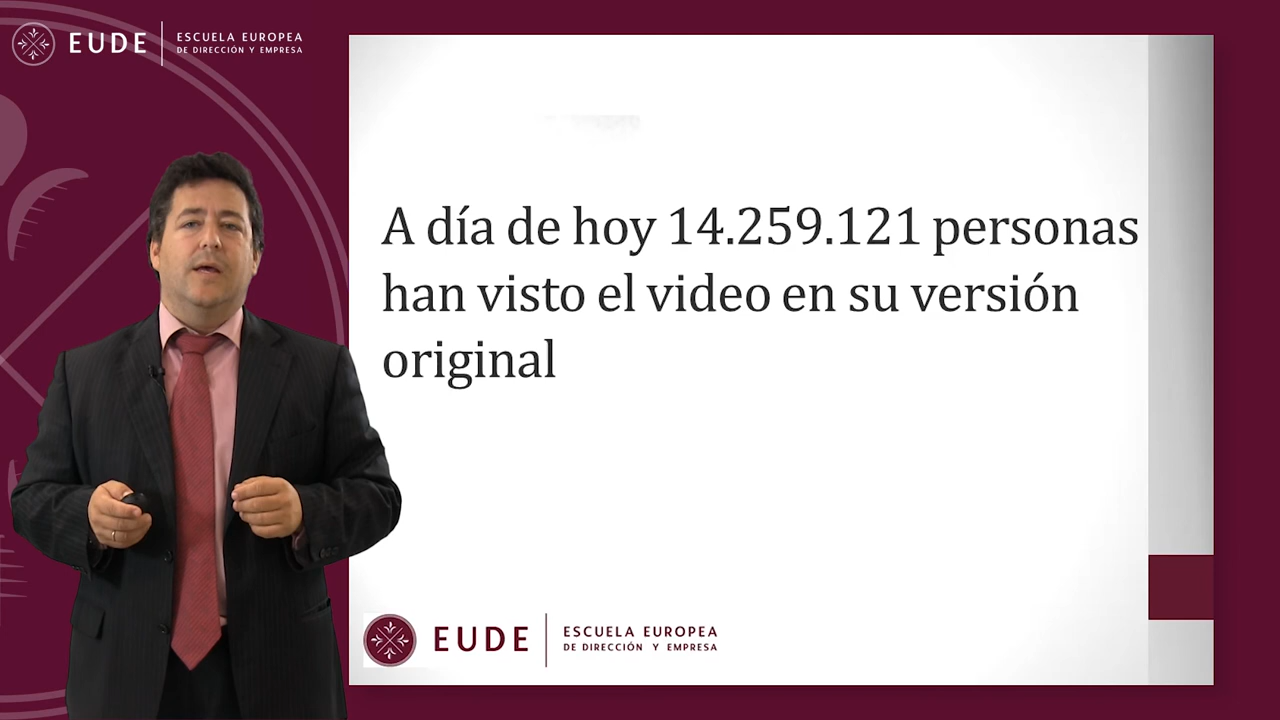 EUDE
ESCUELA EUROPEA
DE DIRECCIÓN Y EMPRESA
A día de hoy 14.259.121 personas
han visto el video en su versión
original
EUDE
ESCUELA EUROPEA
DE DIRECCIÓN Y EMPRESA